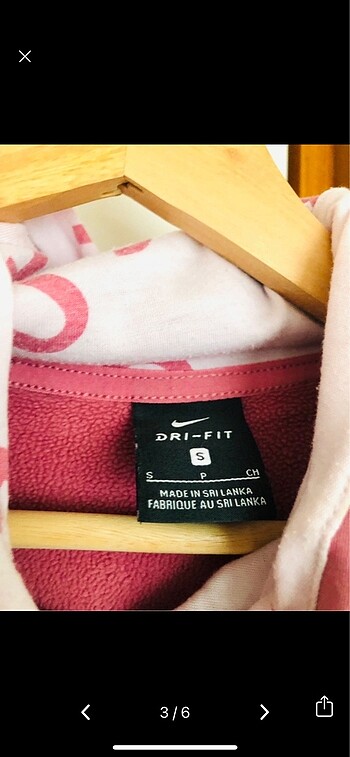 DRI-FIT
S
S P CH
MADE IN SRI LANKA
FABRIQUE AU SRI LANKA
3/6